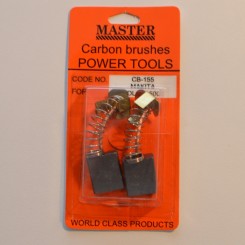 MASTER
Carbon brushes
POWER TOOLS
CODE NO. CB-155
FOR
WORLD CLASS PRODUCTS